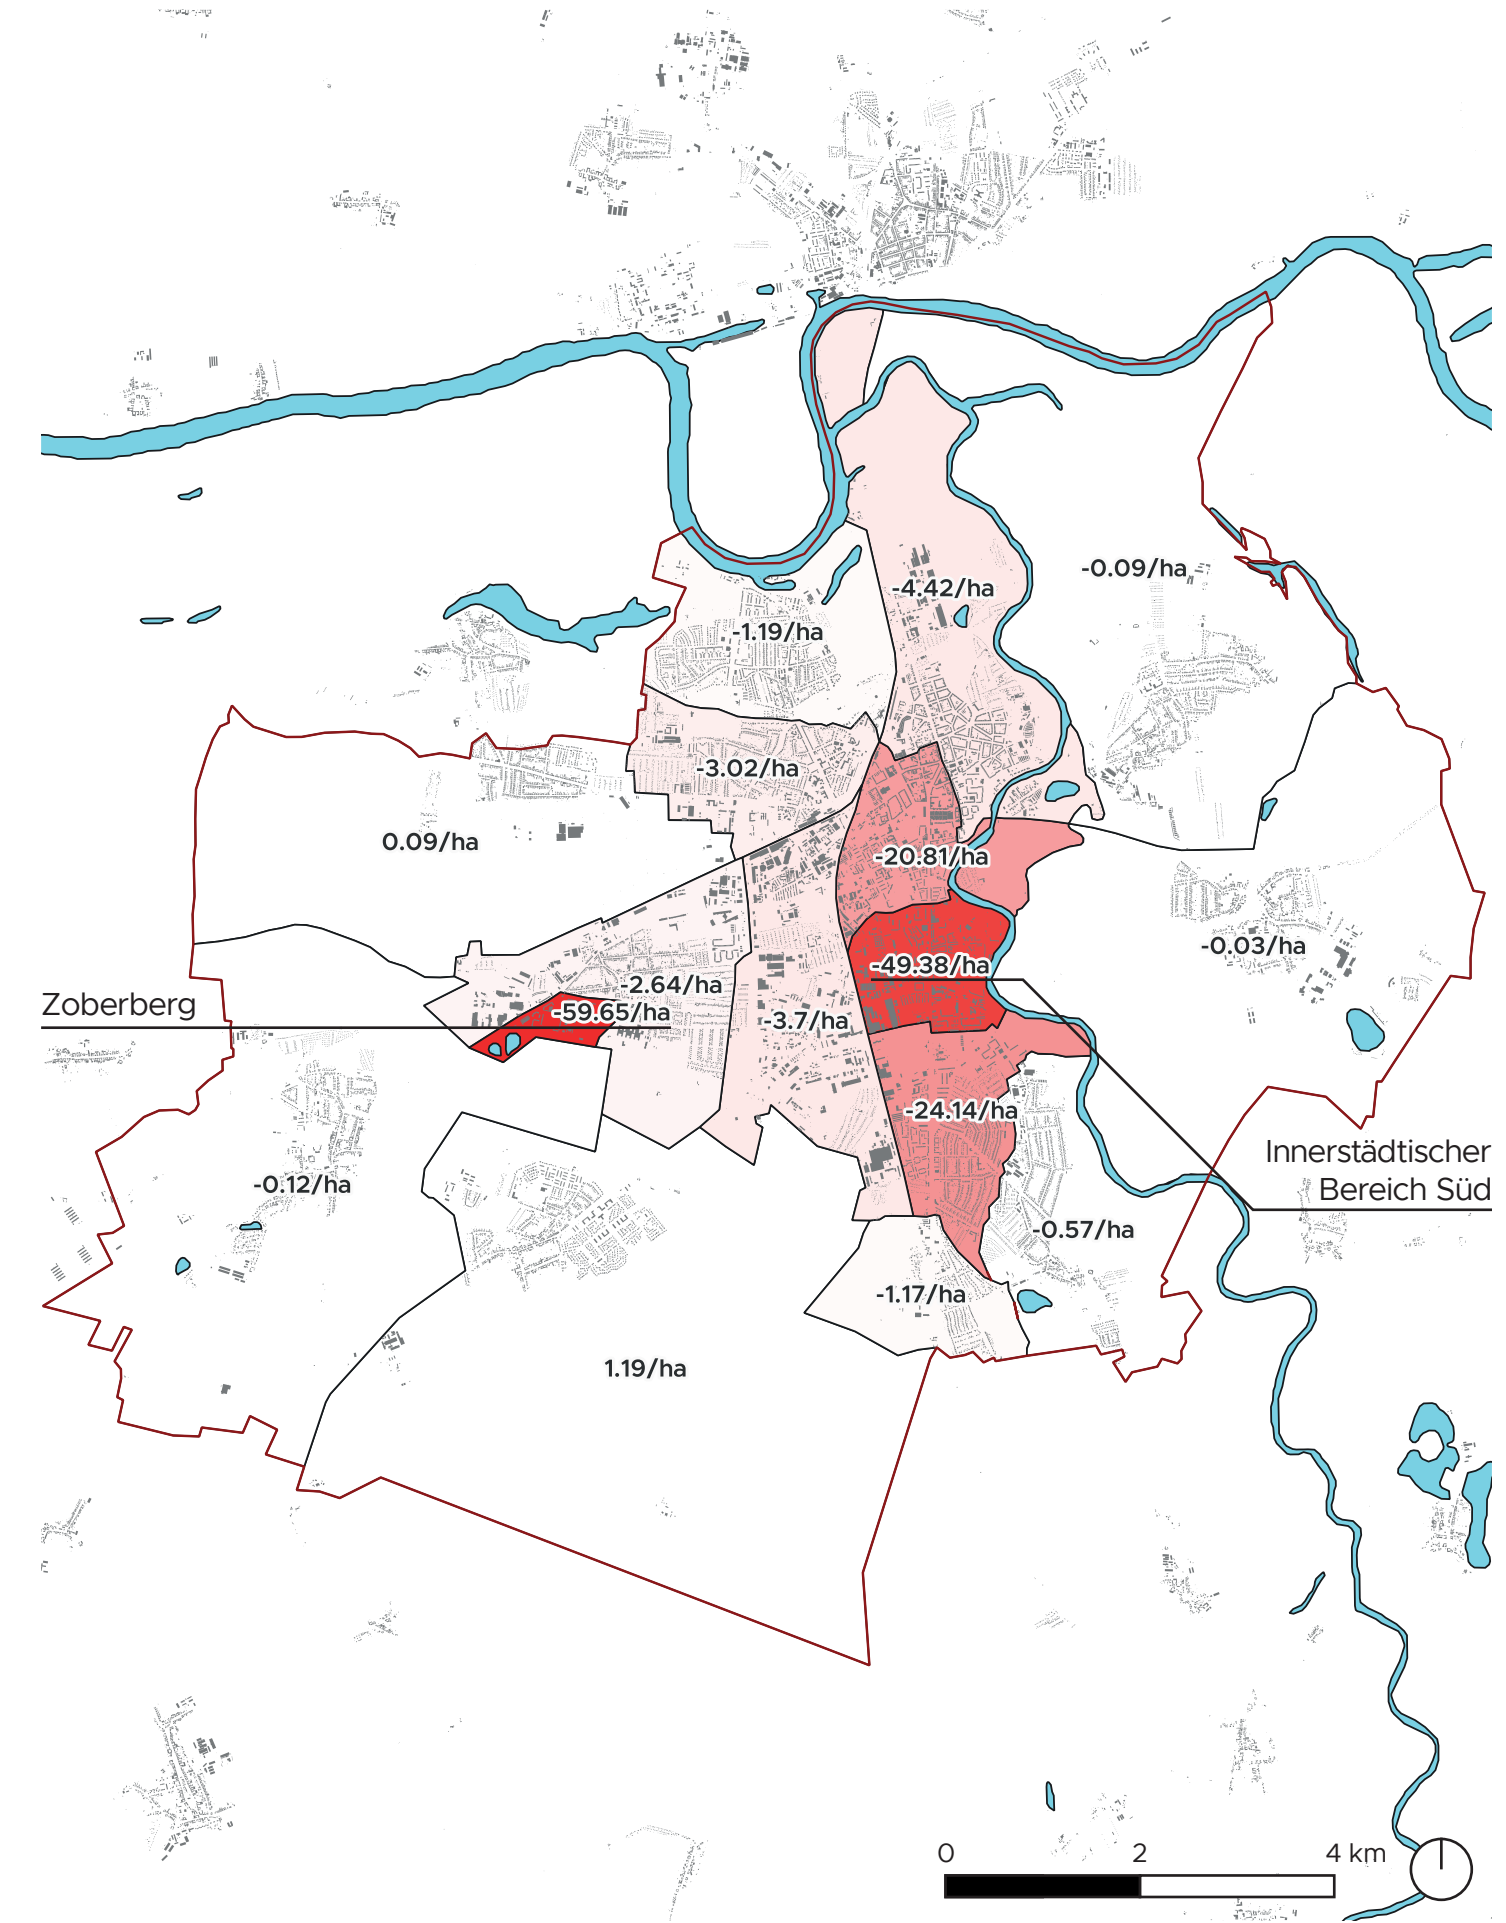 -0.09/ha
-4.42/ha
-1.19/ha
-3.02/ha
0.09/ha
-20.81/ha
-0.03/ha
-49.38/ha
-2.64/ha
Zoberberg
-59.65/ha
-3.7/ha
-24.14/ha
Innerstädtischer
Bereich Süd
-0.12/ha
-0.57/ha
-1.17/ha
1.19/ha
0 2 4 km